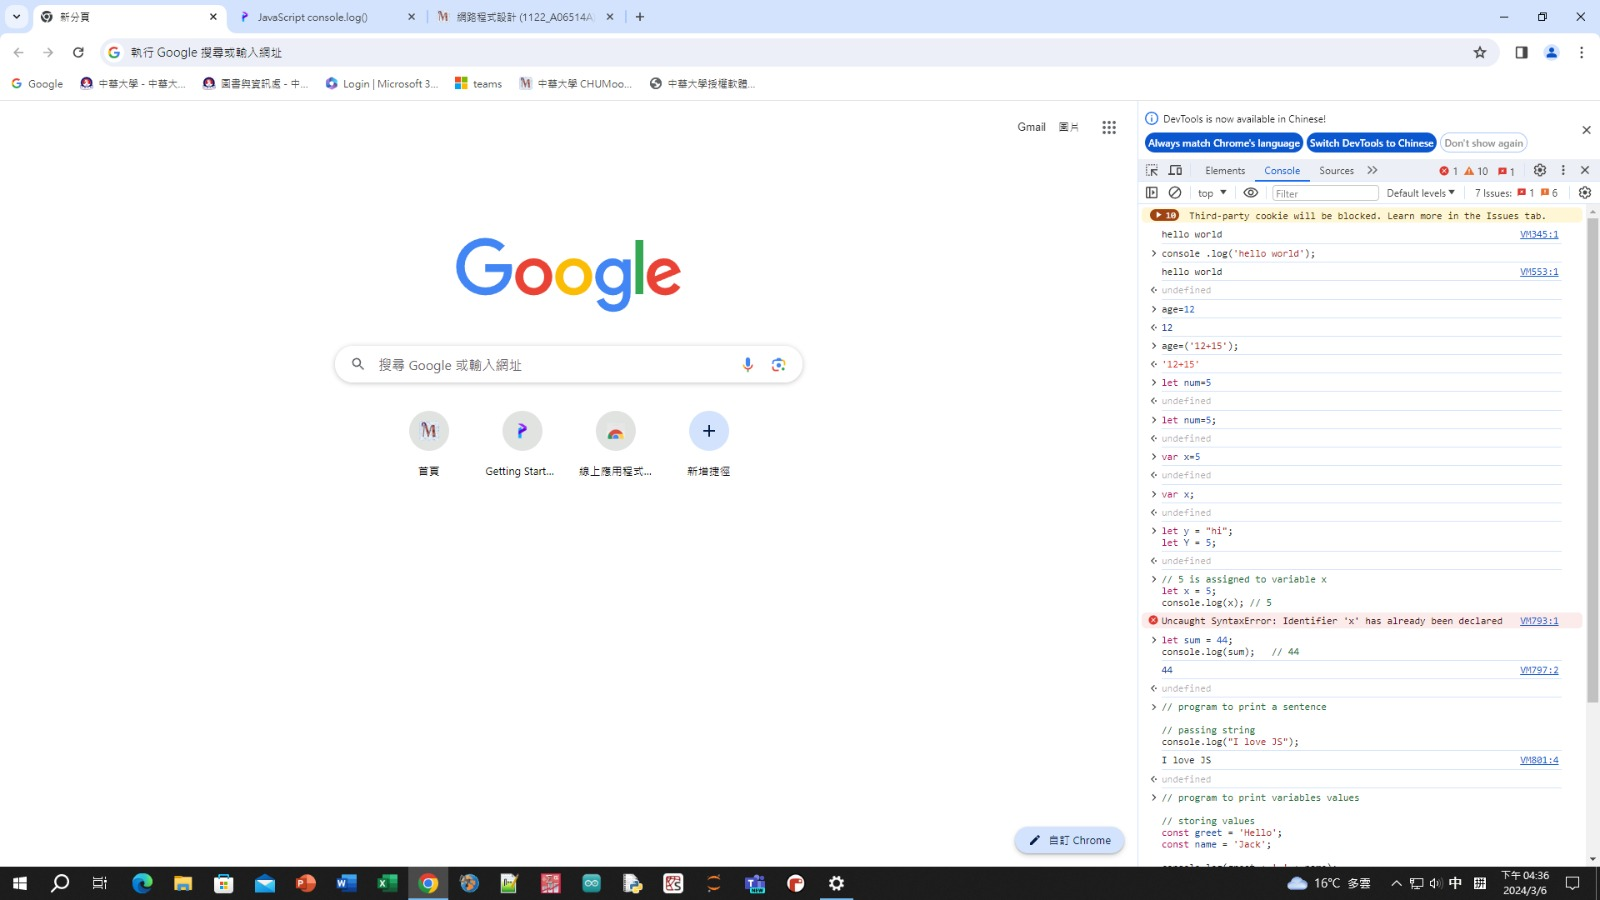 新分頁
JavaScript console.log()
網路程式設計 (1122_A06514A
執行 Google 搜尋或輸入網址
Google
中華大學 - 中華大...
圖書與資訊處 - 中...
Login | Microsoft 3...
teams
中華大學 CHUMoo...
中華大學授權軟體...
Gmail
圖片
Google
搜尋 Google 或輸入網址
首頁
Getting Start...
線上應用程式...
新增捷徑
自訂 Chrome
DevTools is now available in Chinese!
Always match Chrome's language
Switch DevTools to Chinese
Don't show again
Elements
Console
Sources
1
10
1
top
Filter
Default levels
7 Issues:
1
6
10 Third-party cookie will be blocked. Learn more in the Issues tab.
hello world VM345:1
console .log('hello world');
hello world VM553:1
undefined
age=12
12
age=('12+15');
'12+15'
let num=5
undefined
let num=5;
undefined
var x=5
undefined
var x;
undefined
let y = "hi";
let Y = 5;
undefined
// 5 is assigned to variable x
let x = 5;
console.log(x); // 5
Uncaught SyntaxError: Identifier 'x' has already been declared VM793:1
let sum = 44;
console.log(sum);   // 44
44 VM797:2
undefined
// program to print a sentence
// passing string
console.log("I love JS");
I love JS VM801:4
undefined
// program to print variables values
// storing values
const greet = 'Hello';
const name = 'Jack';
16°C 多雲
中
下午 04:36
2024/3/6